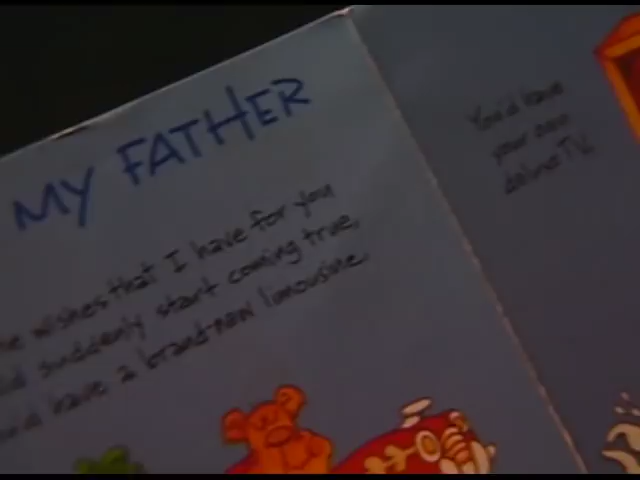 MY FATHER
wishes that I have for you
suddenly start coming true,
have a brand-new limousine.
You'd have
your own
deluxe TV,